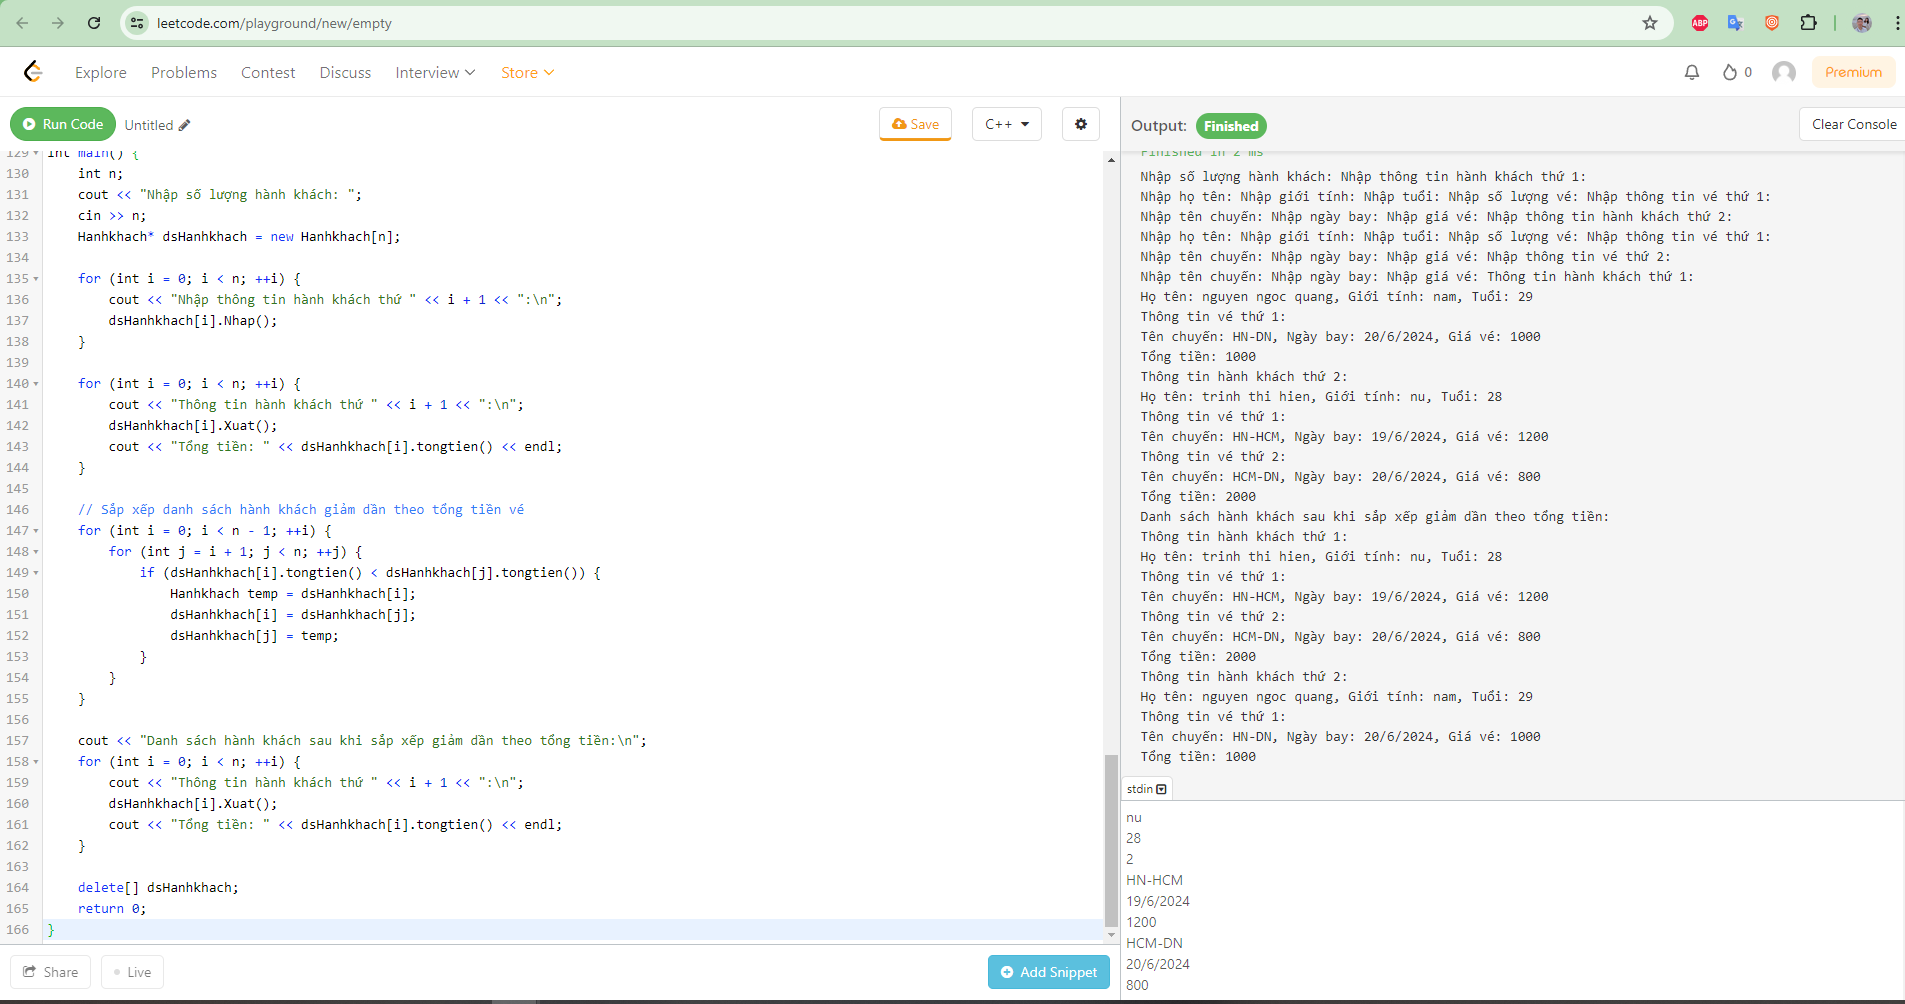 leetcode.com/playground/new/empty
ABP
Explore Problems Contest Discuss Interview Store
0 Premium
Run Code Untitled Save C++
Output: Finished Clear Console
129 int main() {
130 int n;
131 cout << "Nhập số lượng hành khách: ";
132 cin >> n;
133 Hanhkhach* dsHanhkhach = new Hanhkhach[n];
134
135 for (int i = 0; i < n; ++i) {
136 cout << "Nhập thông tin hành khách thứ " << i + 1 << ":\n";
137 dsHanhkhach[i].Nhap();
138 }
139
140 for (int i = 0; i < n; ++i) {
141 cout << "Thông tin hành khách thứ " << i + 1 << ":\n";
142 dsHanhkhach[i].Xuat();
143 cout << "Tổng tiền: " << dsHanhkhach[i].tongtien() << endl;
144 }
145
146 // Sắp xếp danh sách hành khách giảm dần theo tổng tiền vé
147 for (int i = 0; i < n - 1; ++i) {
148 for (int j = i + 1; j < n; ++j) {
149 if (dsHanhkhach[i].tongtien() < dsHanhkhach[j].tongtien()) {
150 Hanhkhach temp = dsHanhkhach[i];
151 dsHanhkhach[i] = dsHanhkhach[j];
152 dsHanhkhach[j] = temp;
153 }
154 }
155 }
156
157 cout << "Danh sách hành khách sau khi sắp xếp giảm dần theo tổng tiền:\n";
158 for (int i = 0; i < n; ++i) {
159 cout << "Thông tin hành khách thứ " << i + 1 << ":\n";
160 dsHanhkhach[i].Xuat();
161 cout << "Tổng tiền: " << dsHanhkhach[i].tongtien() << endl;
162 }
163
164 delete[] dsHanhkhach;
165 return 0;
166 }
Share Live Add Snippet
Finished in 2 ms
Nhập số lượng hành khách: Nhập thông tin hành khách thứ 1:
Nhập họ tên: Nhập giới tính: Nhập tuổi: Nhập số lượng vé: Nhập thông tin vé thứ 1:
Nhập tên chuyến: Nhập ngày bay: Nhập giá vé: Nhập thông tin hành khách thứ 2:
Nhập họ tên: Nhập giới tính: Nhập tuổi: Nhập số lượng vé: Nhập thông tin vé thứ 1:
Nhập tên chuyến: Nhập ngày bay: Nhập giá vé: Nhập thông tin vé thứ 2:
Nhập tên chuyến: Nhập ngày bay: Nhập giá vé: Thông tin hành khách thứ 1:
Họ tên: nguyen ngoc quang, Giới tính: nam, Tuổi: 29
Thông tin vé thứ 1:
Tên chuyến: HN-DN, Ngày bay: 20/6/2024, Giá vé: 1000
Tổng tiền: 1000
Thông tin hành khách thứ 2:
Họ tên: trinh thi hien, Giới tính: nu, Tuổi: 28
Thông tin vé thứ 1:
Tên chuyến: HN-HCM, Ngày bay: 19/6/2024, Giá vé: 1200
Thông tin vé thứ 2:
Tên chuyến: HCM-DN, Ngày bay: 20/6/2024, Giá vé: 800
Tổng tiền: 2000
Danh sách hành khách sau khi sắp xếp giảm dần theo tổng tiền:
Thông tin hành khách thứ 1:
Họ tên: trinh thi hien, Giới tính: nu, Tuổi: 28
Thông tin vé thứ 1:
Tên chuyến: HN-HCM, Ngày bay: 19/6/2024, Giá vé: 1200
Thông tin vé thứ 2:
Tên chuyến: HCM-DN, Ngày bay: 20/6/2024, Giá vé: 800
Tổng tiền: 2000
Thông tin hành khách thứ 2:
Họ tên: nguyen ngoc quang, Giới tính: nam, Tuổi: 29
Thông tin vé thứ 1:
Tên chuyến: HN-DN, Ngày bay: 20/6/2024, Giá vé: 1000
Tổng tiền: 1000
stdin
nu
28
2
HN-HCM
19/6/2024
1200
HCM-DN
20/6/2024
800